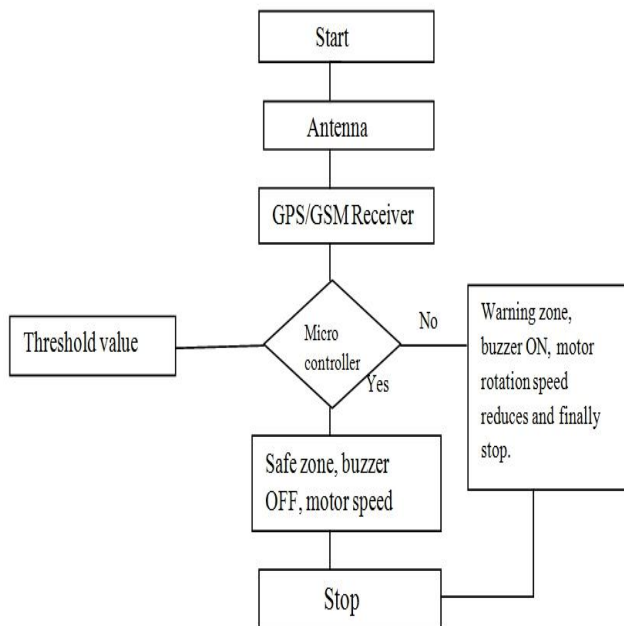 Start
Antenna
GPS/GSM Receiver
Threshold value
Micro
controller
No
Yes
Warning zone,
buzzer ON, motor
rotation speed
reduces and finally
stop.
Safe zone, buzzer
OFF, motor speed
Stop